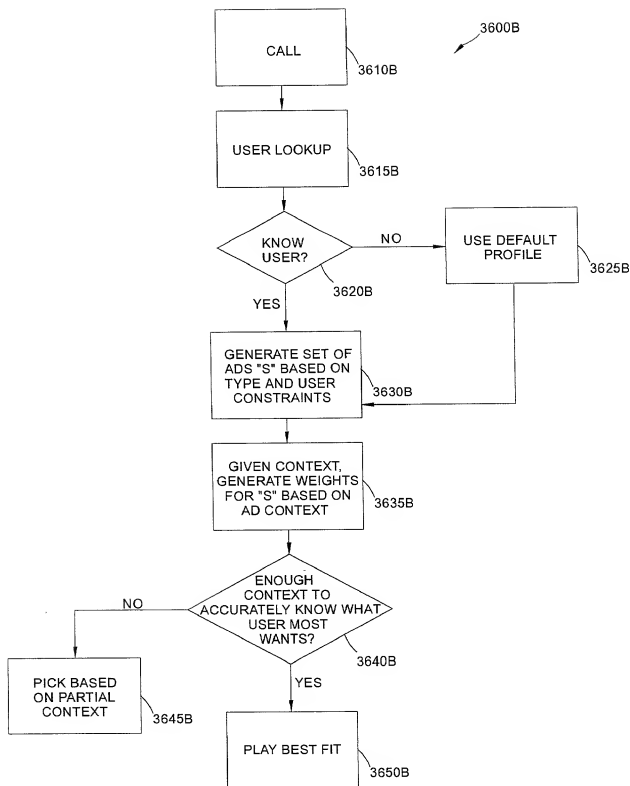 3600B
CALL
3610B
USER LOOKUP
3615B
KNOW
USER?
3620B
NO
USE DEFAULT
PROFILE
3625B
YES
GENERATE SET OF
ADS "S" BASED ON
TYPE AND USER
CONSTRAINTS
3630B
GIVEN CONTEXT,
GENERATE WEIGHTS
FOR "S" BASED ON
AD CONTEXT
3635B
ENOUGH
CONTEXT TO
ACCURATELY KNOW WHAT
USER MOST
WANTS?
3640B
NO
PICK BASED
ON PARTIAL
CONTEXT
3645B
YES
PLAY BEST FIT
3650B